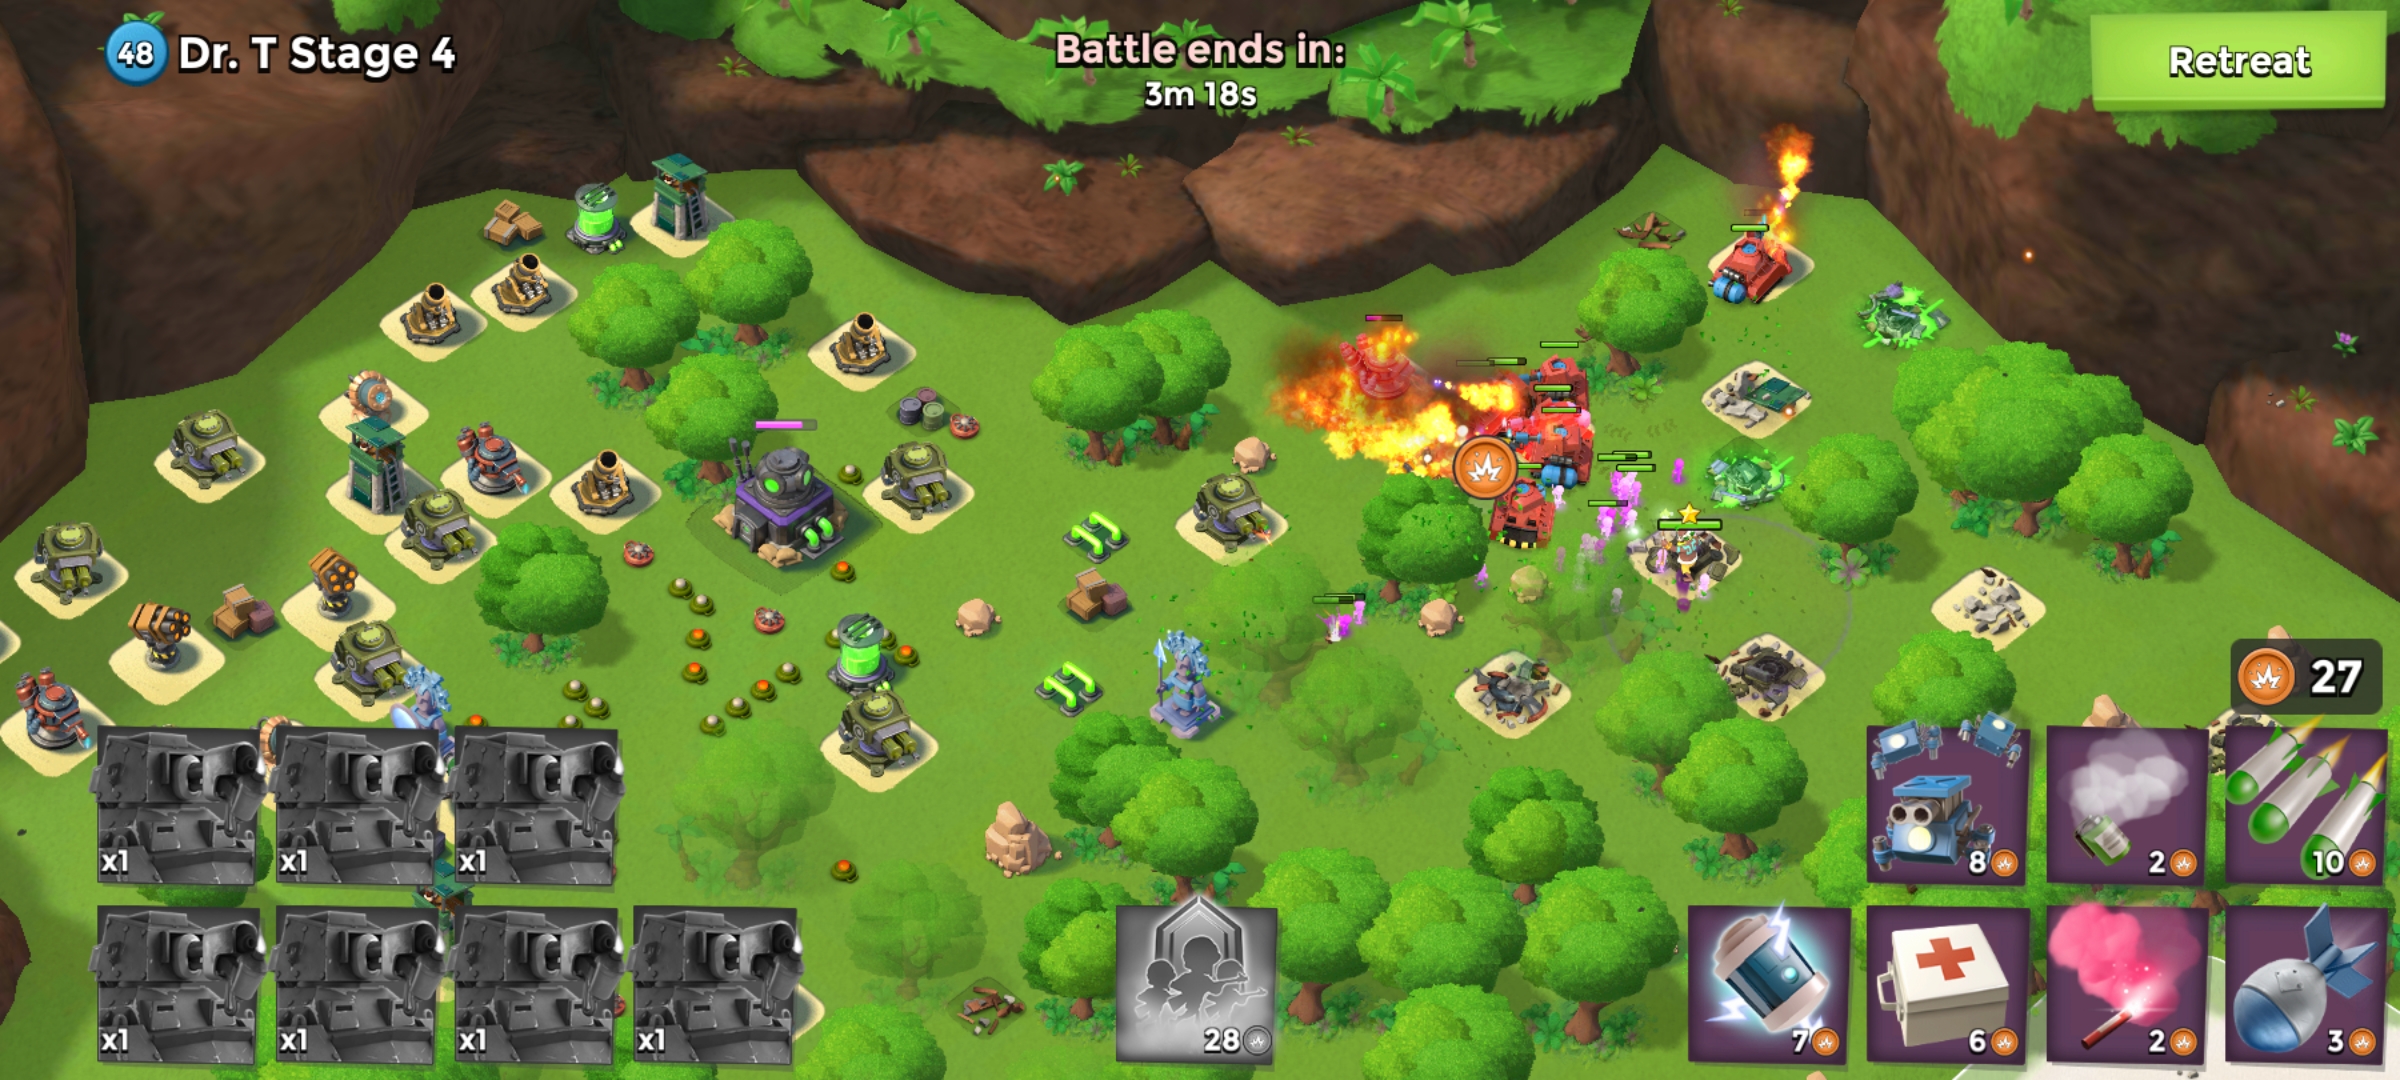 48 Dr. T Stage 4
Battle ends in:
3m 18s
Retreat
27
x1 x1 x1
8 2 10
x1 x1 x1 x1
28
7 6 2 3